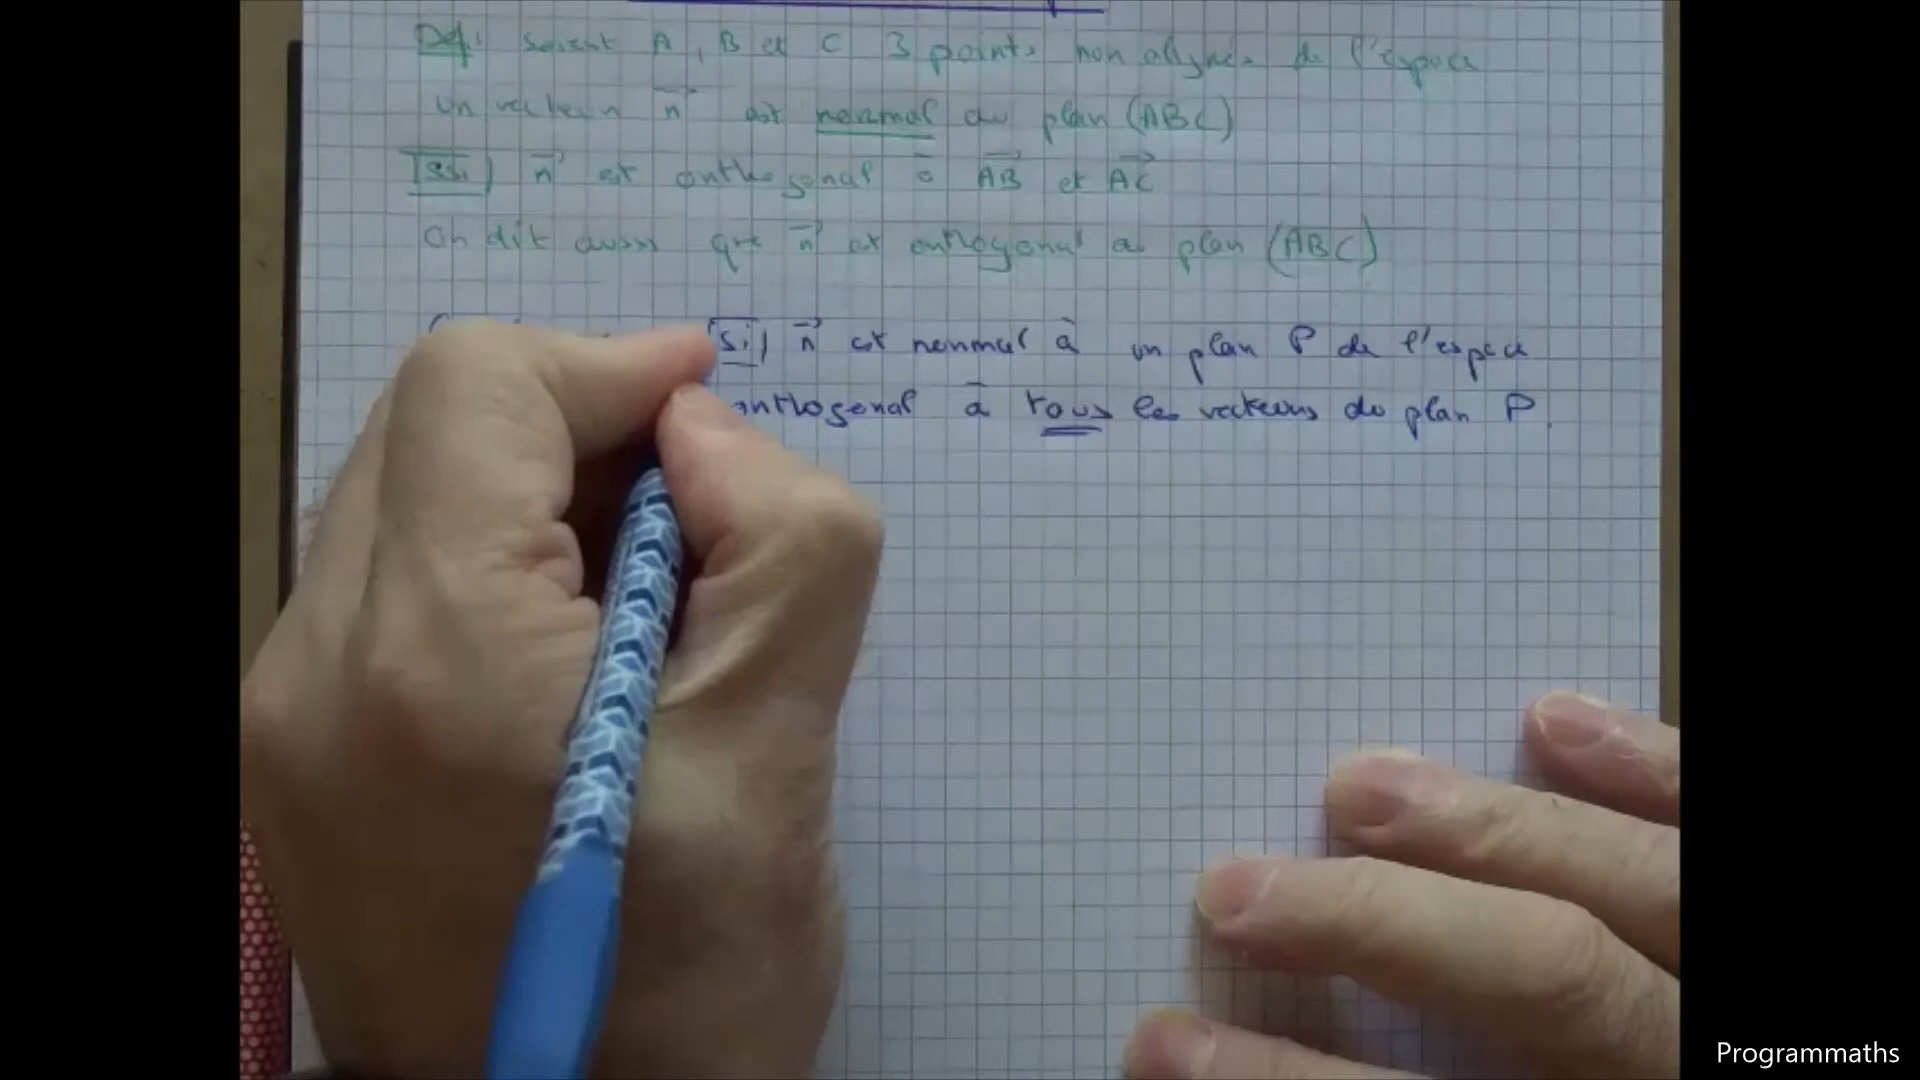 Def: Soient A, B et C 3 points non alignés de l'espace
Un vecteur n⃗ est normal au plan (ABC)
[ssi] n⃗ est orthogonal à AB⃗ et AC⃗
On dit aussi que n⃗ est orthogonal au plan (ABC)
[si] n⃗ est normal à un plan P de l'espace
orthogonal à tous les vecteurs du plan P.
Programmaths